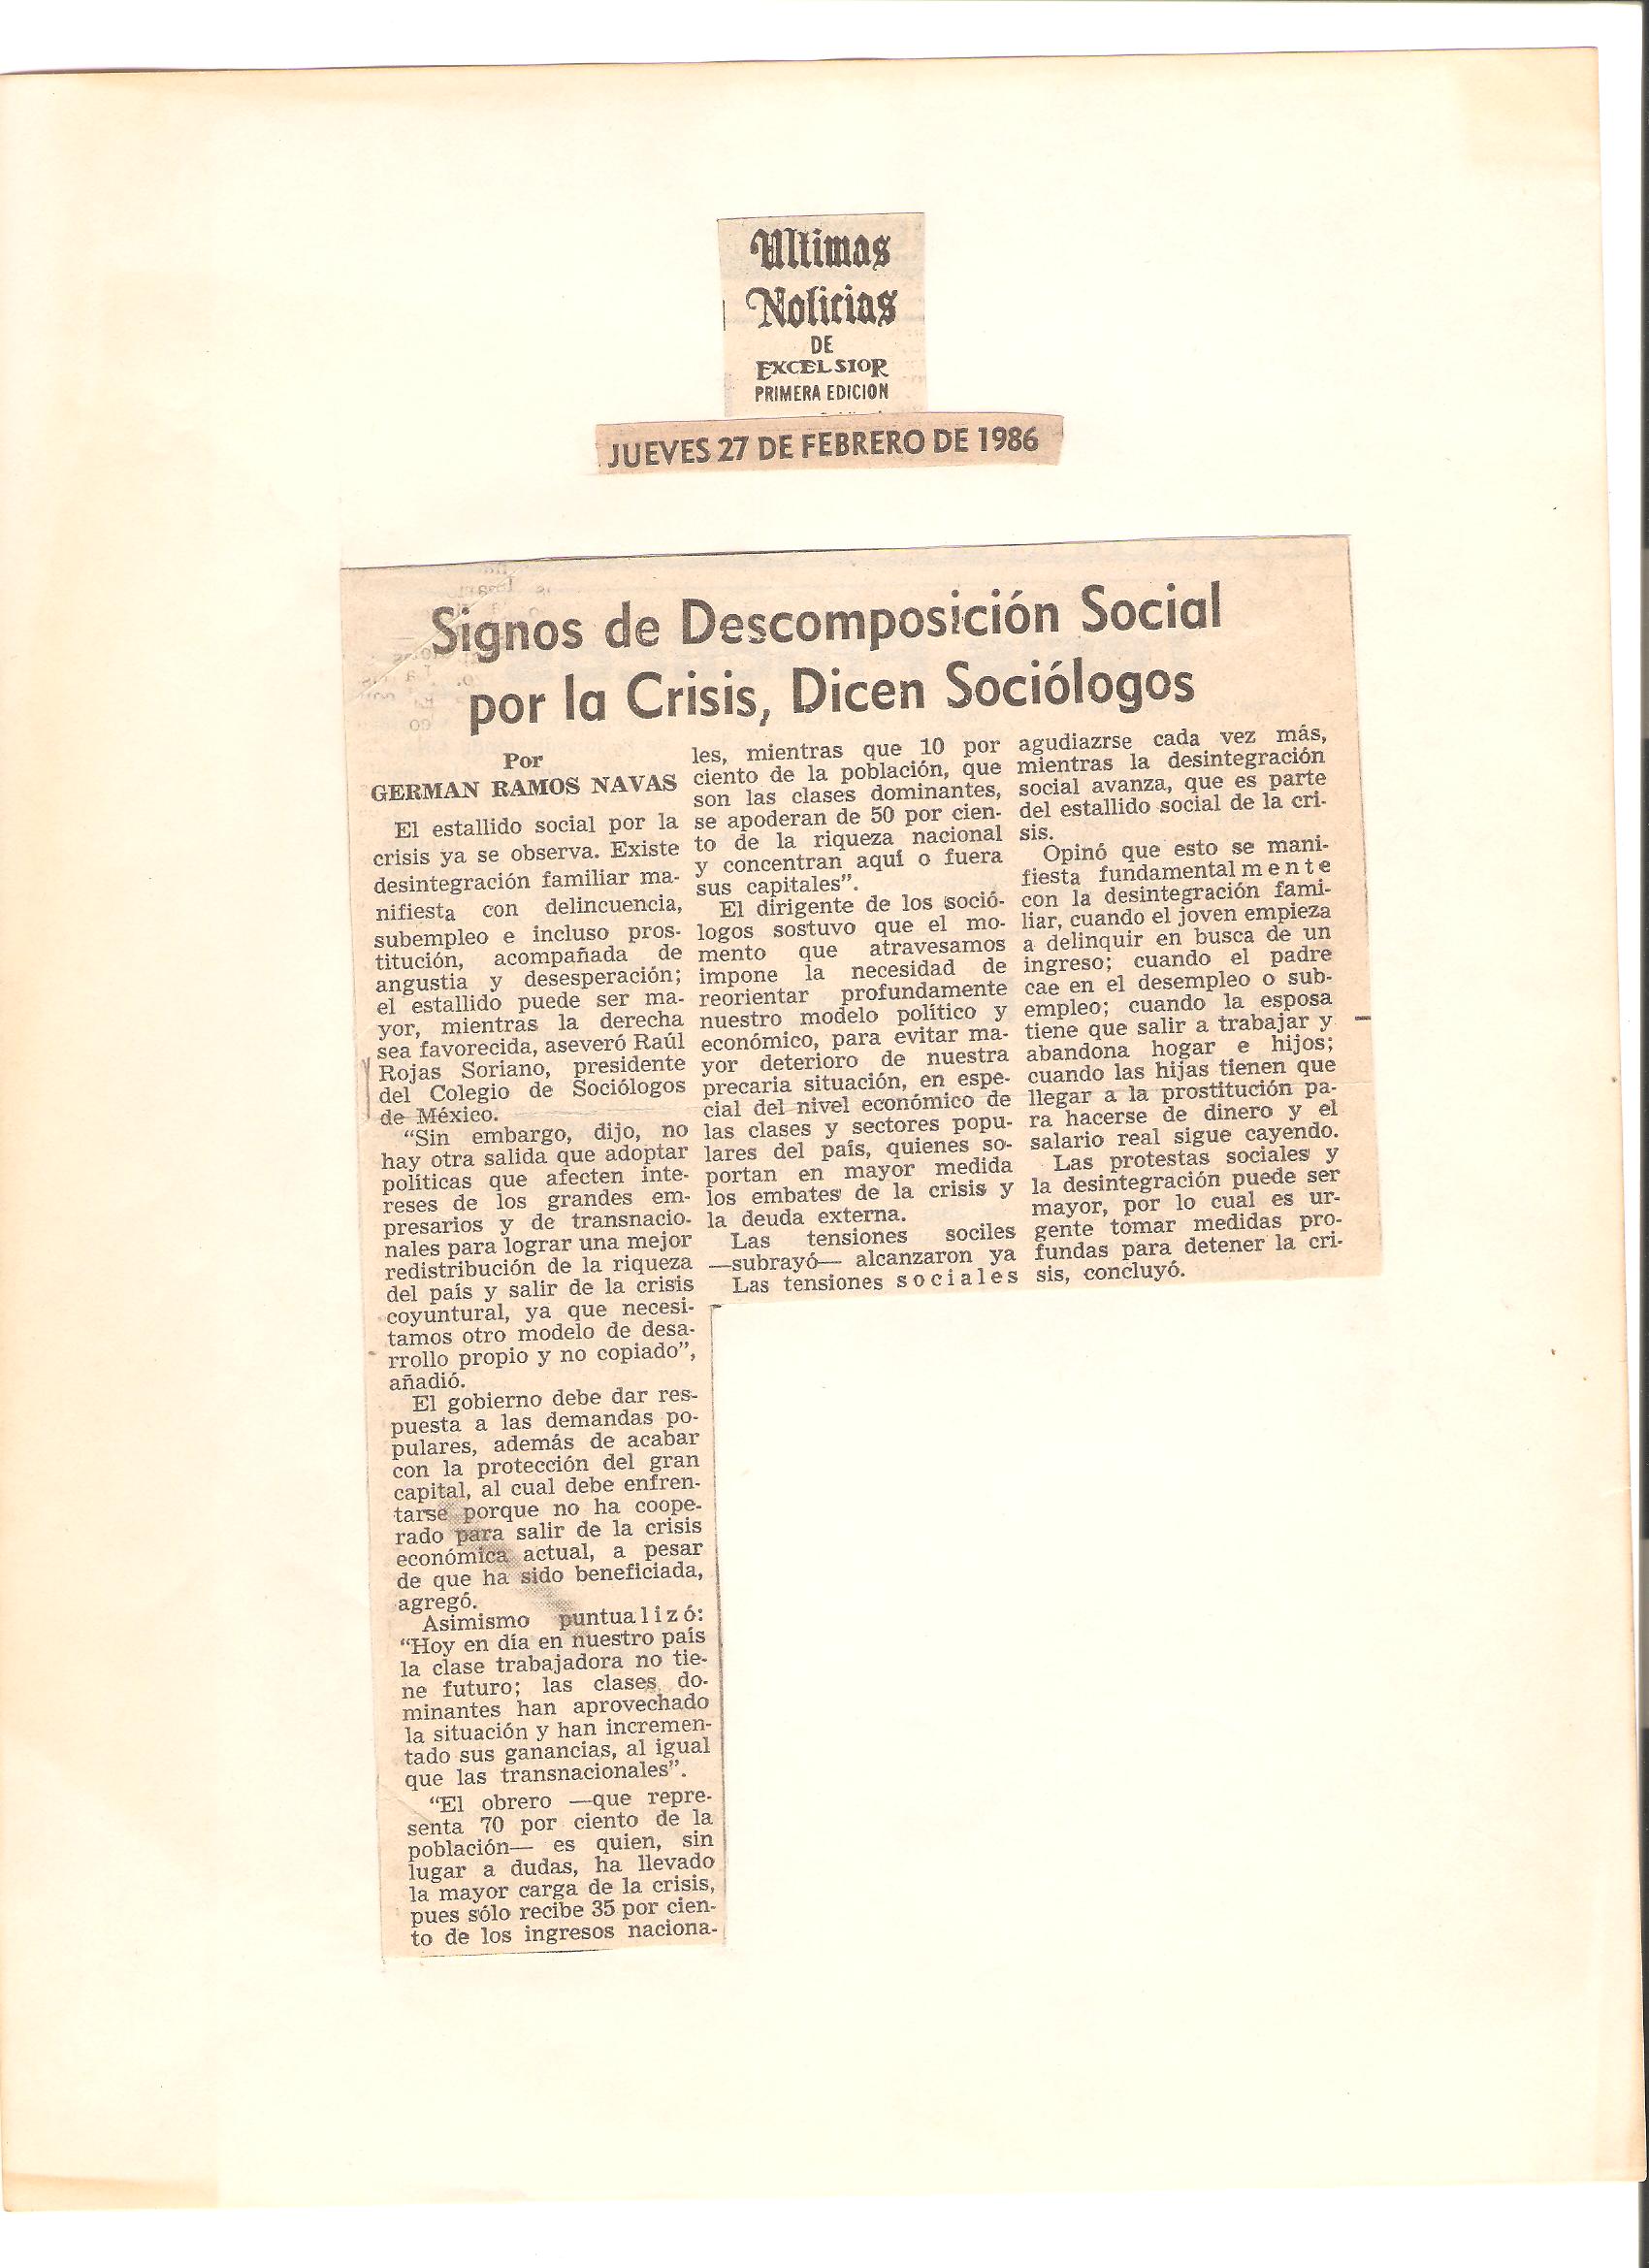 Ultimas
Noticias
DE
EXCELSIOR
PRIMERA EDICION
JUEVES 27 DE FEBRERO DE 1986
Signos de Descomposición Social
por la Crisis, Dicen Sociólogos
Por
GERMAN RAMOS NAVAS
El estallido social por la
crisis ya se observa. Existe
desintegración familiar ma-
nifiesta con delincuencia,
subempleo e incluso pros-
titución, acompañada de
angustia y desesperación;
el estallido puede ser ma-
yor, mientras la derecha
sea favorecida, aseveró Raúl
Rojas Soriano, presidente
del Colegio de Sociólogos
de México.
“Sin embargo, dijo, no
hay otra salida que adoptar
políticas que afecten inte-
reses de los grandes em-
presarios y de transnacio-
nales para lograr una mejor
redistribución de la riqueza
del país y salir de la crisis
coyuntural, ya que necesi-
tamos otro modelo de desa-
rrollo propio y no copiado”,
añadió.
El gobierno debe dar res-
puesta a las demandas po-
pulares, además de acabar
con la protección del gran
capital, al cual debe enfren-
tarse porque no ha coope-
rado para salir de la crisis
económica actual, a pesar
de que ha sido beneficiada,
agregó.
Asimismo puntualizó:
“Hoy en día en nuestro país
la clase trabajadora no tie-
ne futuro; las clases do-
minantes han aprovechado
la situación y han incremen-
tado sus ganancias, al igual
que las transnacionales”.
“El obrero —que repre-
senta 70 por ciento de la
población— es quien, sin
lugar a dudas, ha llevado
la mayor carga de la crisis,
pues sólo recibe 35 por cien-
to de los ingresos naciona-
les, mientras que 10 por
ciento de la población, que
son las clases dominantes,
se apoderan de 50 por cien-
to de la riqueza nacional
y concentran aquí o fuera
sus capitales”.
El dirigente de los soció-
logos sostuvo que el mo-
mento que atravesamos
impone la necesidad de
reorientar profundamente
nuestro modelo político y
económico, para evitar ma-
yor deterioro de nuestra
precaria situación, en espe-
cial del nivel económico de
las clases y sectores popu-
lares del país, quienes so-
portan en mayor medida
los embates de la crisis y
la deuda externa.
Las tensiones sociles
—subrayó— alcanzaron ya
Las tensiones sociales
agudiazrse cada vez más,
mientras la desintegración
social avanza, que es parte
del estallido social de la cri-
sis.
Opinó que esto se mani-
fiesta fundamentalmente
con la desintegración fami-
liar, cuando el joven empieza
a delinquir en busca de un
ingreso; cuando el padre
cae en el desempleo o sub-
empleo; cuando la esposa
tiene que salir a trabajar y
abandona hogar e hijos;
cuando las hijas tienen que
llegar a la prostitución pa-
ra hacerse de dinero y el
salario real sigue cayendo.
Las protestas sociales y
la desintegración puede ser
mayor, por lo cual es ur-
gente tomar medidas pro-
fundas para detener la cri-
sis, concluyó.